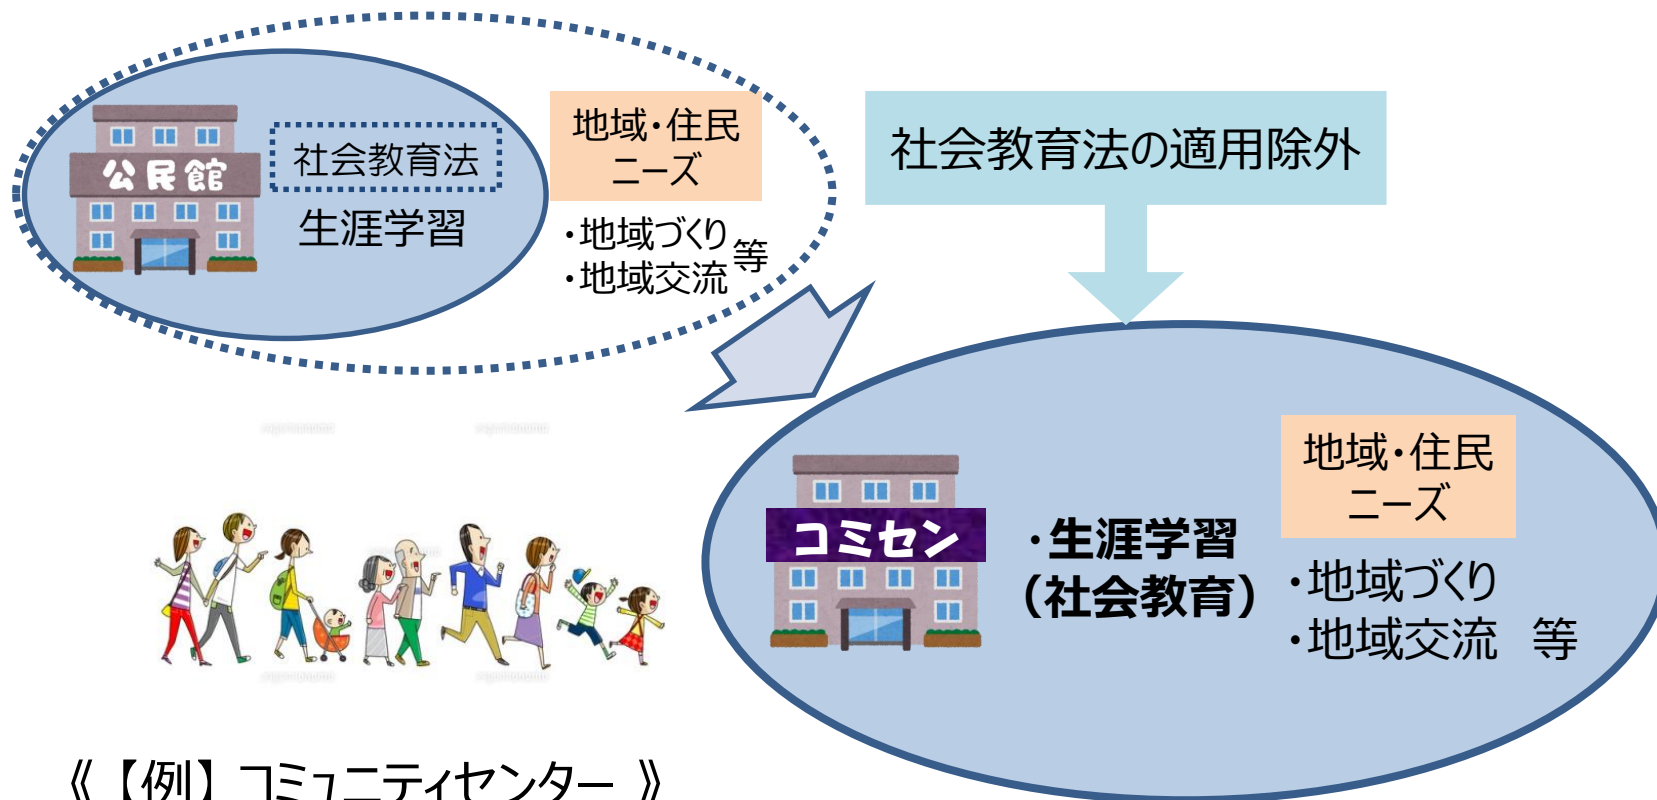 公民館
社会教育法
生涯学習
地域・住民
ニーズ
・地域づくり
・地域交流
等
社会教育法の適用除外
コミセン
・生涯学習
（社会教育）
地域・住民
ニーズ
・地域づくり
・地域交流　等
《【例】コミュニティセンター 》